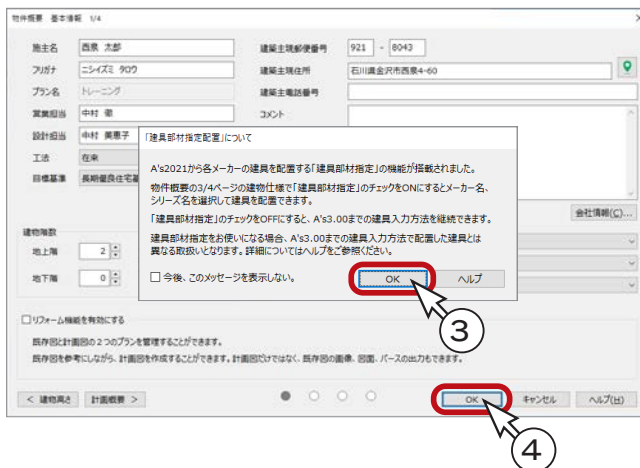 物件概要 基本情報 1/4
施主名 西泉 太郎 建築主現郵便番号 921 - 8043
フリガナ ニシイズミ タロウ 建築主現住所 石川県金沢市西泉4-60
プラン名 トレーニング 建築主電話番号
営業担当 中村 徹 コメント
設計担当 中村 美恵子
工法 在来
目標基準 長期優良住宅
「建具部材指定配置」について
A's2021から各メーカーの建具を配置する「建具部材指定」の機能が搭載されました。
物件概要の3/4ページの建物仕様で「建具部材指定」のチェックをONにするとメーカー名、
シリーズ名を選択して建具を配置できます。
「建具部材指定」のチェックをOFFにすると、A's3.00までの建具入力方法を継続できます。
建具部材指定をお使いになる場合、A's3.00までの建具入力方法で配置した建具とは
異なる取扱いとなります。詳細についてはヘルプをご参照ください。
今後、このメッセージを表示しない。 OK ヘルプ
③
会社情報(C)...
建物階数
地上階 2
地下階 0
リフォーム機能を有効にする
既存図と計画図の2つのプランを管理することができます。
既存図を参考にしながら、計画図を作成することができます。計画図だけではなく、既存図の画像、図面、パースの出力もできます。
< 建物高さ 計画概要 > OK キャンセル ヘルプ(H)
④